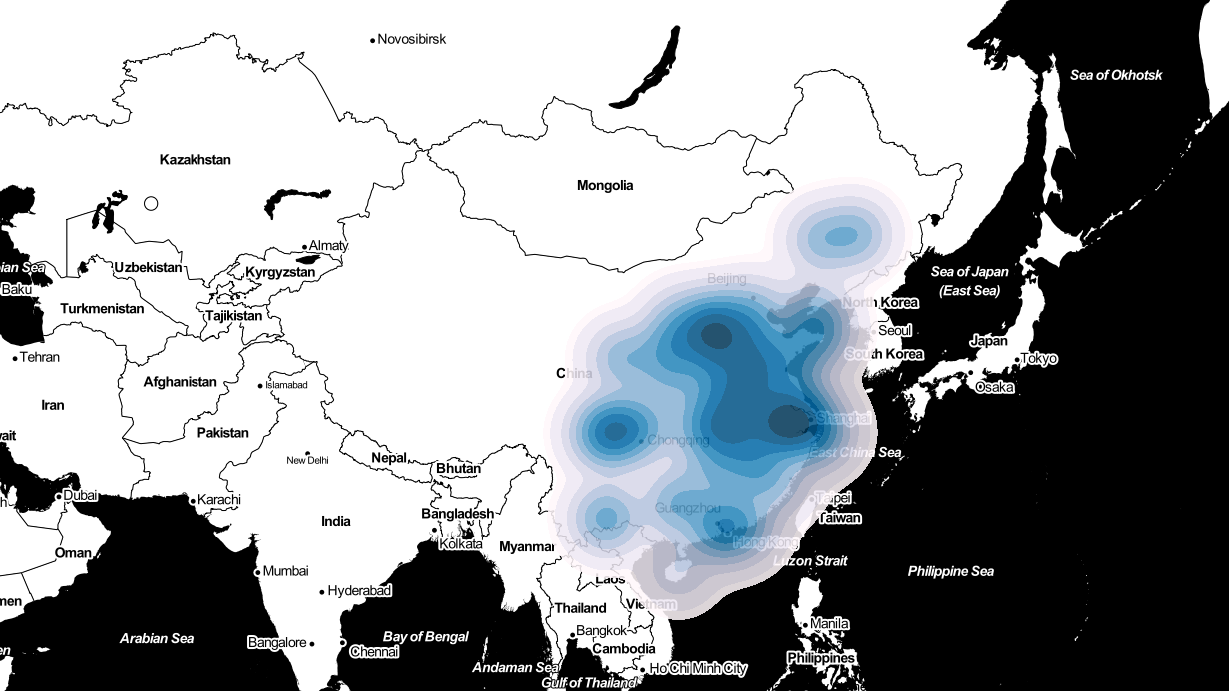 Novosibirsk
Sea of Okhotsk
Kazakhstan
Mongolia
Almaty
ian Sea
Uzbekistan
Kyrgyzstan
Beijing
Sea of Japan
(East Sea)
Baku
Turkmenistan
Tajikistan
North Korea
Seoul
Japan
Tehran
South Korea
Tokyo
Afghanistan
Islamabad
China
Osaka
Iran
Pakistan
wait
Chongqing
Shanghai
New Delhi
Nepal
Bhutan
East China Sea
Dubai
Karachi
Taipei
Guangzhou
Bangladesh
India
Taiwan
Kolkata
Myanmar
Hong Kong
Oman
Luzon Strait
Mumbai
Philippine Sea
Laos
Hyderabad
men
Thailand
Vietnam
Manila
Arabian Sea
Bay of Bengal
Bangkok
Bangalore
Chennai
Cambodia
en
Philippines
Andaman Sea
Ho Chi Minh City
Gulf of Thailand